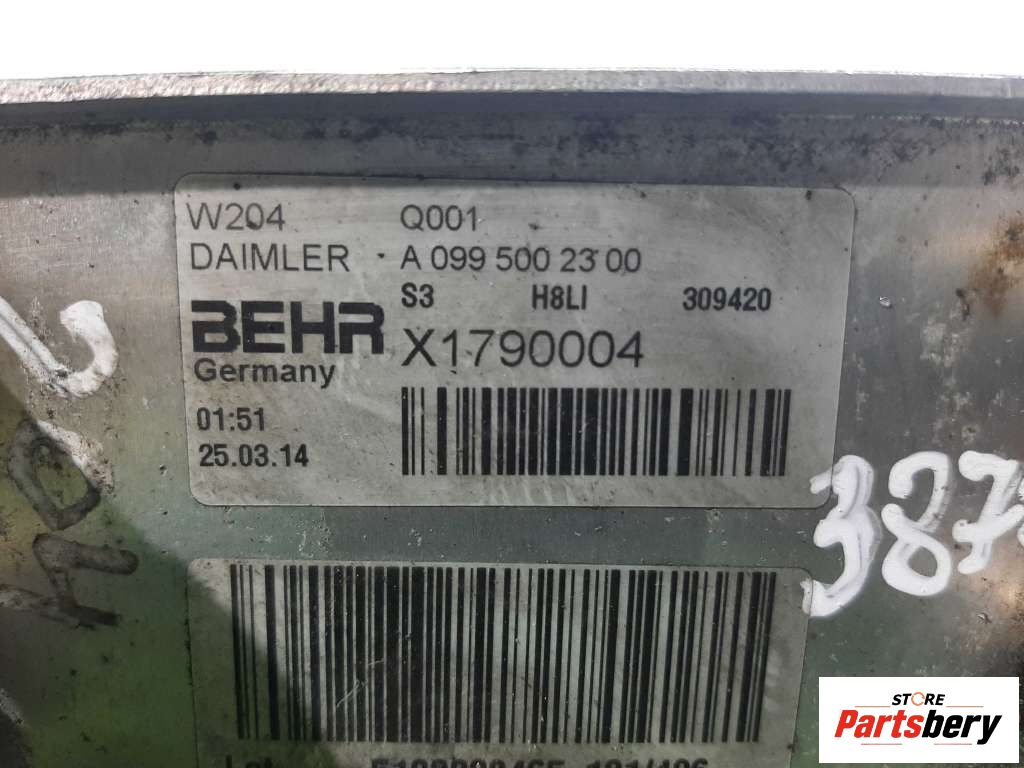 W204 Q001
DAIMLER · A 099 500 23 00
S3 H8LI 309420
BEHR X1790004
Germany
01:51
25.03.14
387
STORE
Partsbery